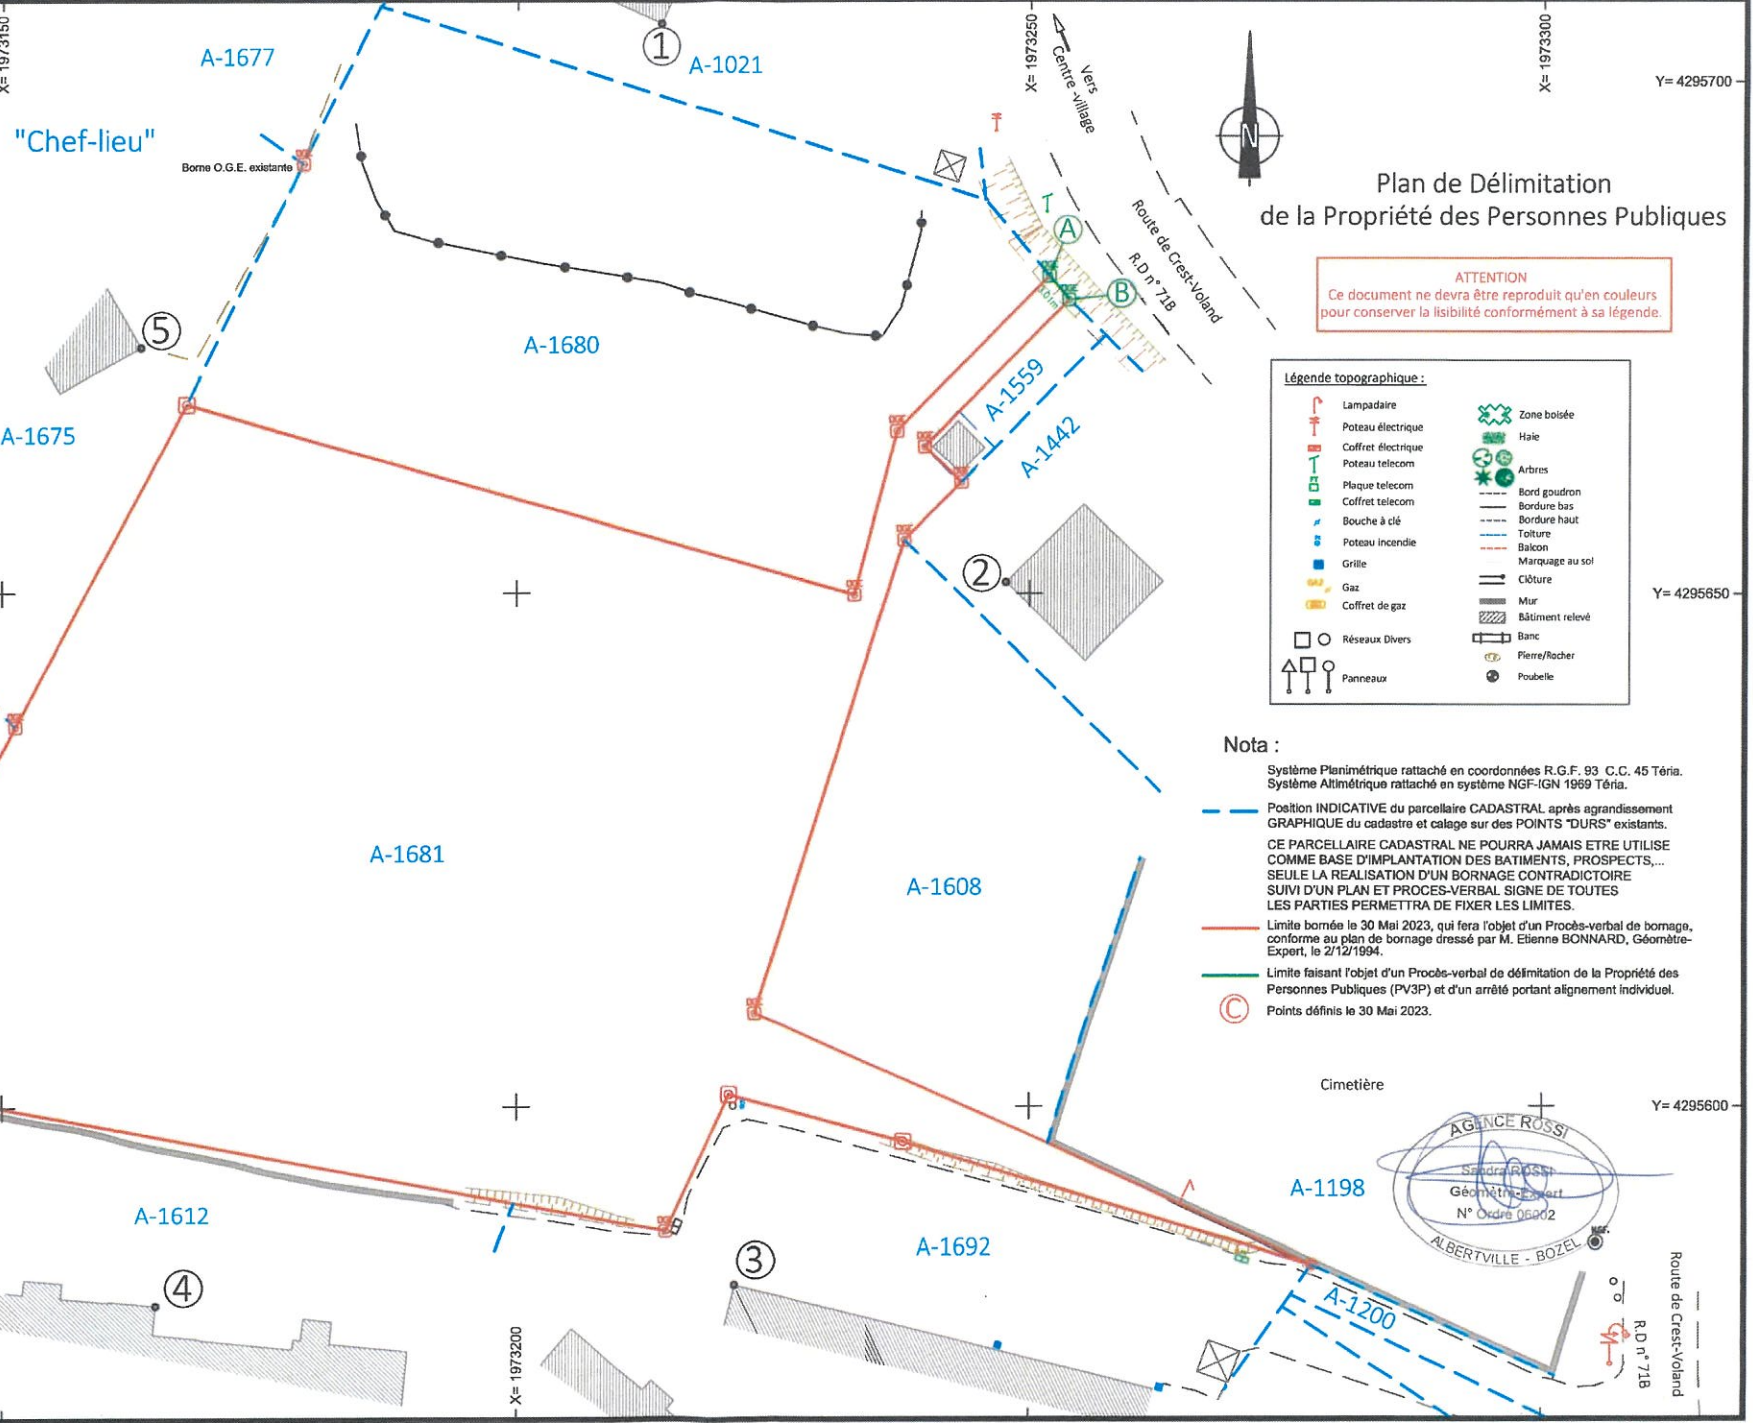 X= 1973150
A-1677
1
A-1021
X= 1973250
Vers
Centre -village
X= 1973300
Y= 4295700
"Chef-lieu"
Borne O.G.E. existante
N
Plan de Délimitation
de la Propriété des Personnes Publiques
A
B
Route de Crest-Voland
R.D n° 71B
ATTENTION
Ce document ne devra être reproduit qu'en couleurs
pour conserver la lisibilité conformément à sa légende.
5
A-1680
A-1559
A-1442
A-1675
Légende topographique :
Lampadaire
Poteau électrique
Coffret électrique
Poteau telecom
Plaque telecom
Coffret telecom
Bouche à clé
Poteau incendie
Grille
GAZ
Gaz
Coffret de gaz
Réseaux Divers
Panneaux
Zone boisée
Haie
Arbres
Bord goudron
Bordure bas
Bordure haut
Toiture
Balcon
Marquage au sol
Clôture
Mur
Bâtiment relevé
Banc
Pierre/Rocher
Poubelle
2
Y= 4295650
Nota :
Système Planimétrique rattaché en coordonnées R.G.F. 93 C.C. 45 Téria.
Système Altimétrique rattaché en système NGF-IGN 1969 Téria.
Position INDICATIVE du parcellaire CADASTRAL après agrandissement
GRAPHIQUE du cadastre et calage sur des POINTS "DURS" existants.
CE PARCELLAIRE CADASTRAL NE POURRA JAMAIS ETRE UTILISE
COMME BASE D'IMPLANTATION DES BATIMENTS, PROSPECTS,...
SEULE LA REALISATION D'UN BORNAGE CONTRADICTOIRE
SUIVI D'UN PLAN ET PROCES-VERBAL SIGNE DE TOUTES
LES PARTIES PERMETTRA DE FIXER LES LIMITES.
Limite bornée le 30 Mai 2023, qui fera l'objet d'un Procès-verbal de bornage,
conforme au plan de bornage dressé par M. Etienne BONNARD, Géomètre-
Expert, le 2/12/1994.
Limite faisant l'objet d'un Procès-verbal de délimitation de la Propriété des
Personnes Publiques (PV3P) et d'un arrêté portant alignement individuel.
C
Points définis le 30 Mai 2023.
A-1681
A-1608
Cimetière
Y= 4295600
AGENCE ROSSI
Sandra ROSSI
Géomètre-Expert
N° Ordre 06002
ALBERTVILLE - BOZEL
NGF.
A-1198
A-1612
A-1692
3
4
A-1200
X= 1973200
R.D n° 71B
Route de Crest-Voland